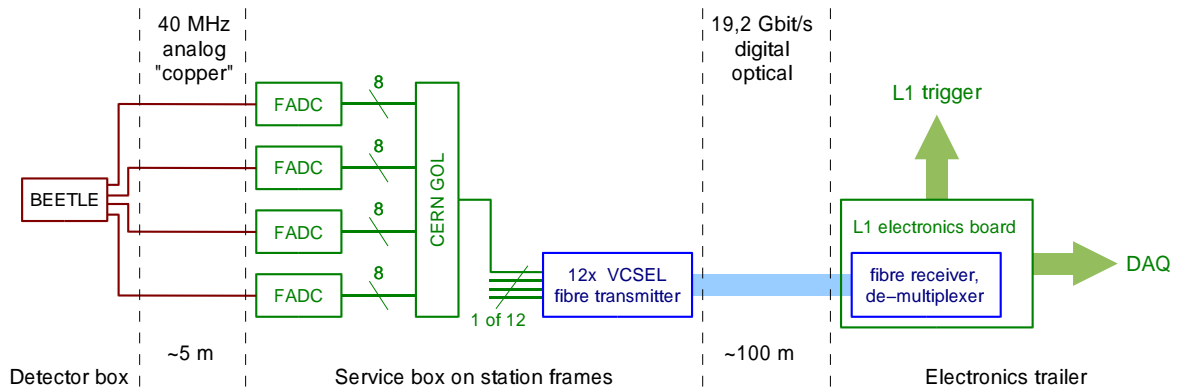 40 MHz
analog
"copper"
19,2 Gbit/s
digital
optical
BEETLE
FADC
8
FADC
8
FADC
8
FADC
8
CERN GOL
1 of 12
12x VCSEL
fibre transmitter
L1 trigger
L1 electronics board
fibre receiver,
de–multiplexer
DAQ
~5 m
~100 m
Detector box
Service box on station frames
Electronics trailer